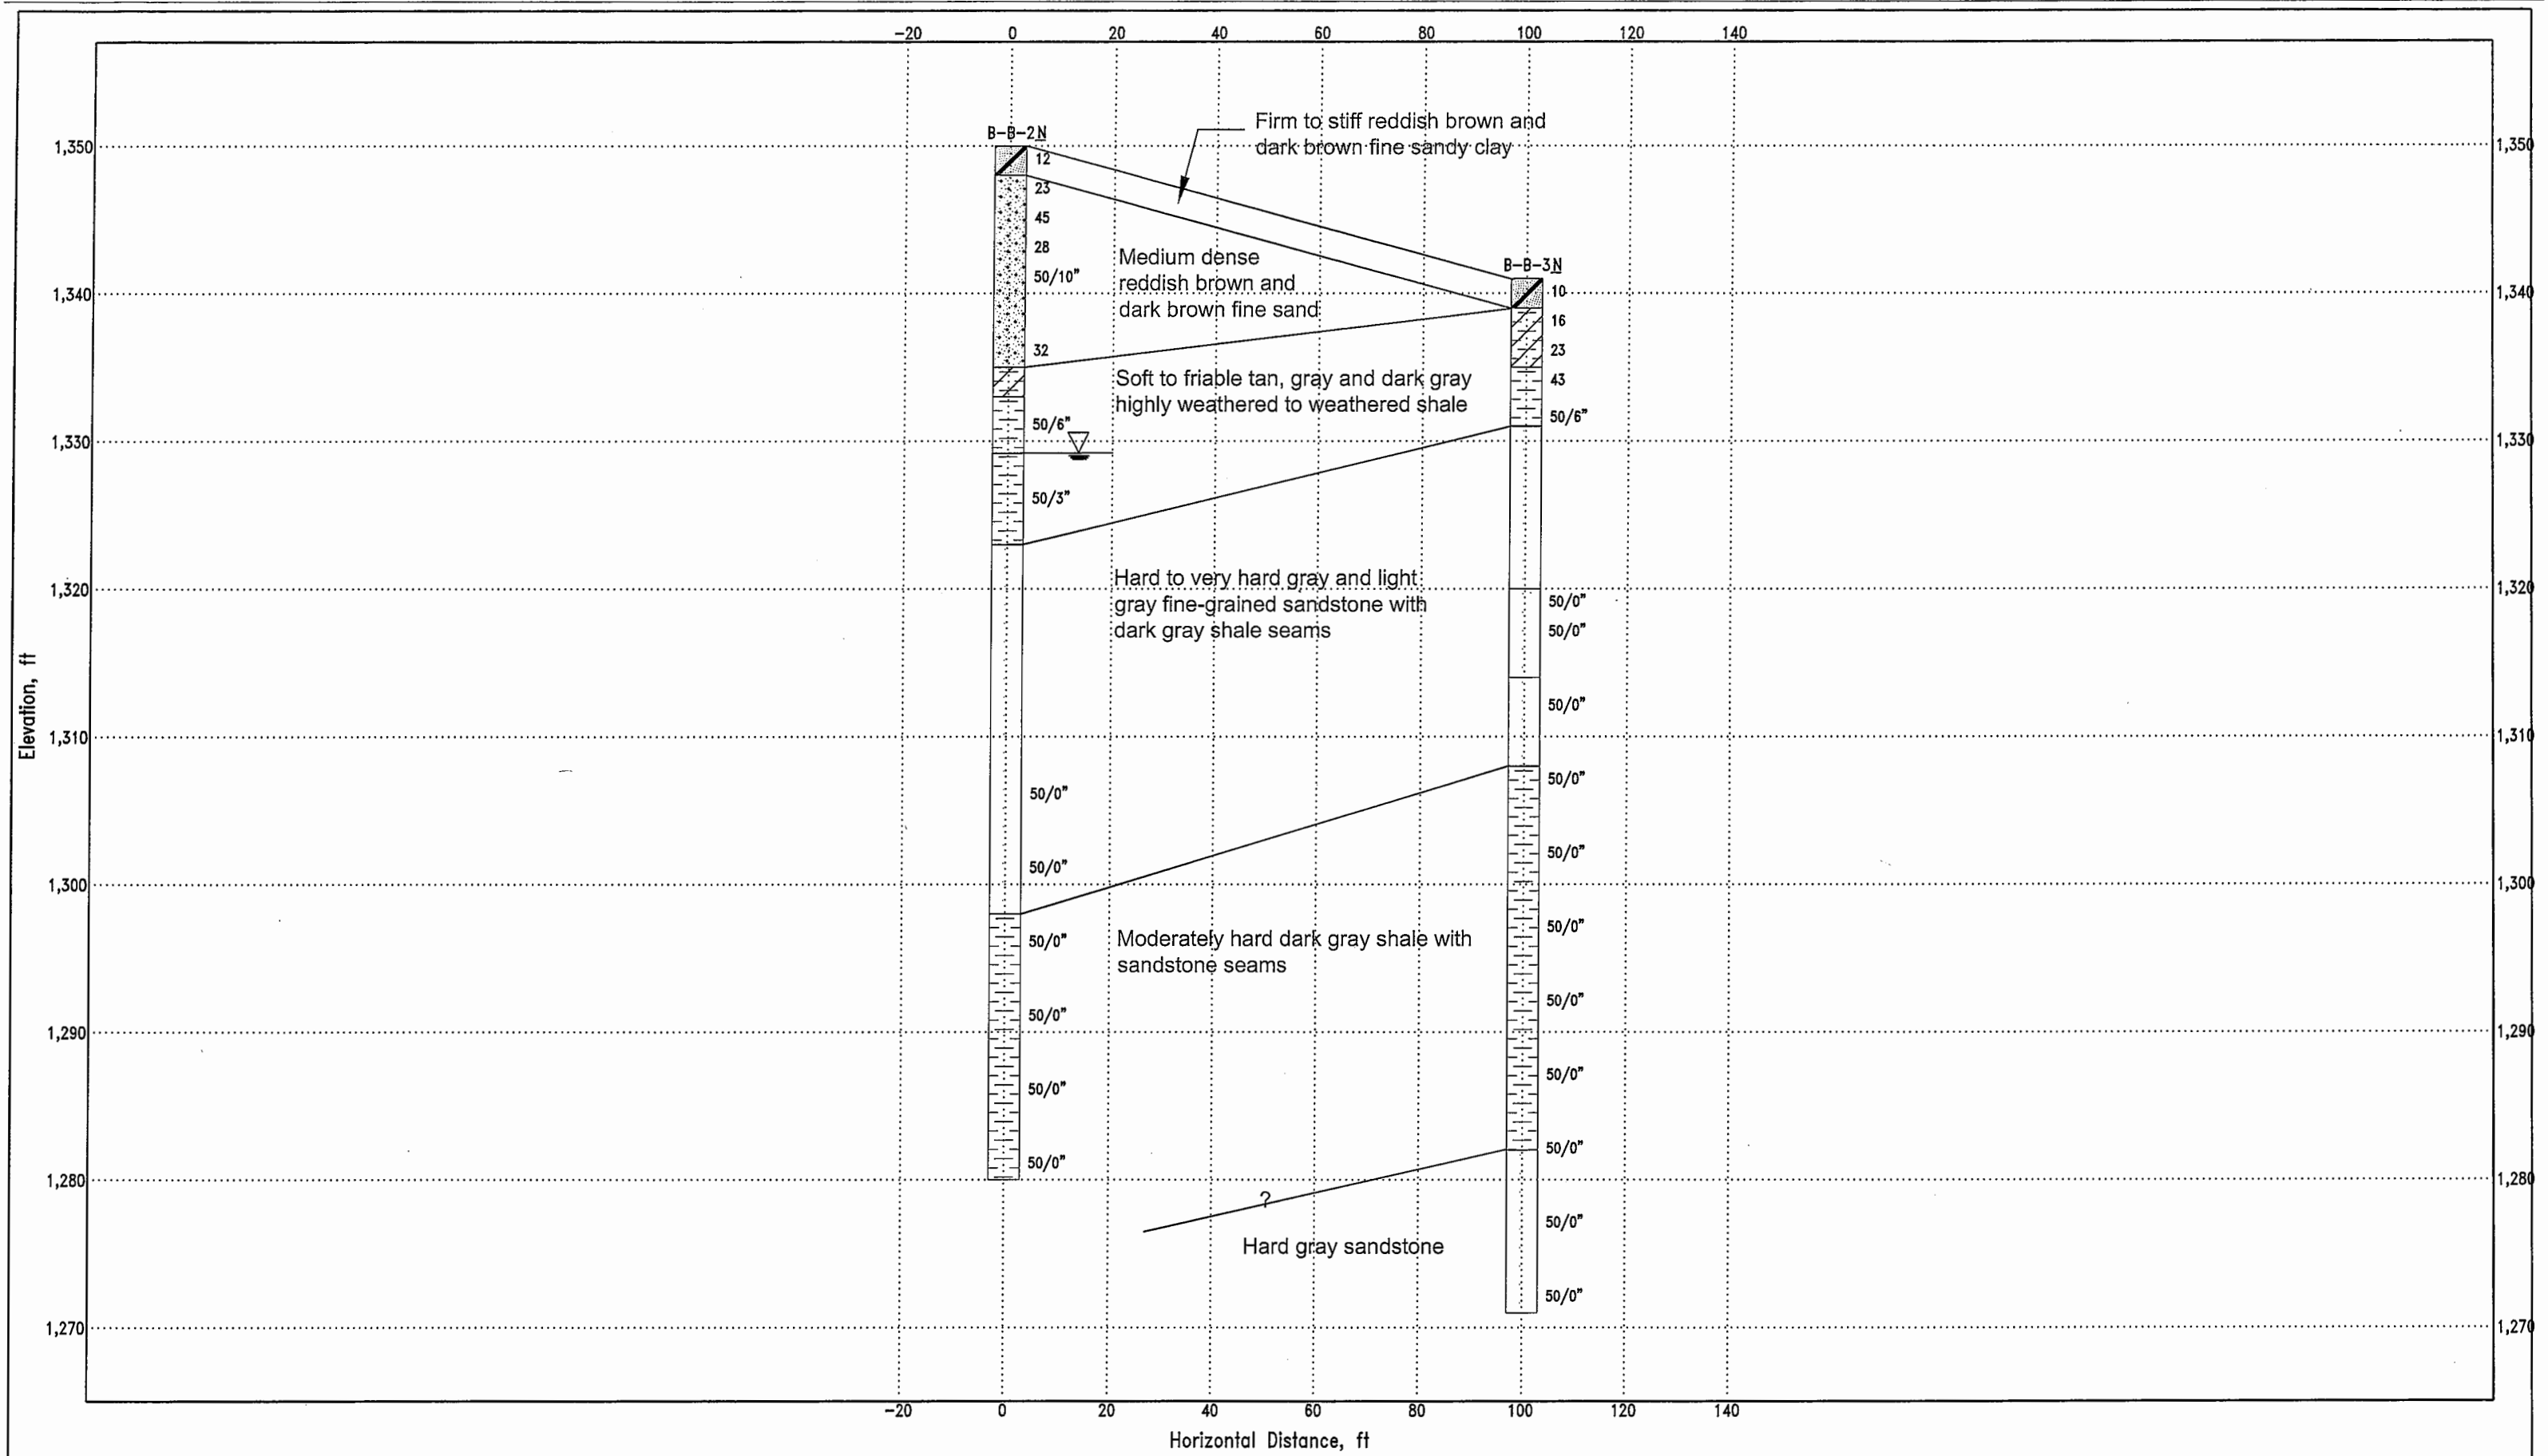 -20 0 20 40 60 80 100 120 140
Firm to stiff reddish brown and
dark brown fine sandy clay
B-B-2 N
1,350 1,350
12
23
45
28
50/10"
32
50/6"
50/3"
50/0"
50/0"
50/0"
50/0"
50/0"
50/0"
Medium dense
reddish brown and
dark brown fine sand
B-B-3 N
1,340 1,340
10
16
23
43
50/6"
50/0"
50/0"
50/0"
50/0"
50/0"
50/0"
50/0"
50/0"
50/0"
50/0"
50/0"
Soft to friable tan, gray and dark gray
highly weathered to weathered shale
1,330 1,330
Hard to very hard gray and light
gray fine-grained sandstone with
dark gray shale seams
1,320 1,320
Elevation, ft
1,310 1,310
1,300 1,300
Moderately hard dark gray shale with
sandstone seams
1,290 1,290
1,280 1,280
?
Hard gray sandstone
1,270 1,270
-20 0 20 40 60 80 100 120 140
Horizontal Distance, ft